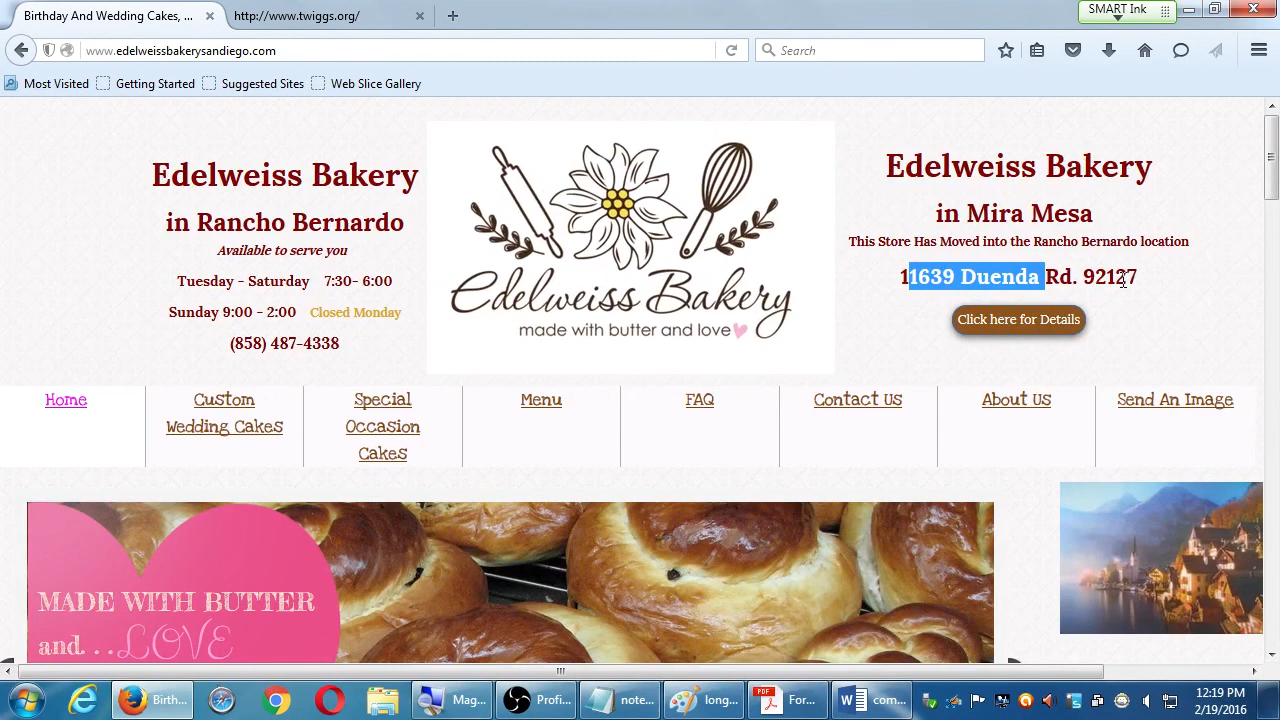 Birthday And Wedding Cakes, ...
http://www.twiggs.org/
SMART Ink
www.edelweissbakerysandiego.com
Search
Most Visited
Getting Started
Suggested Sites
Web Slice Gallery
Edelweiss Bakery
in Rancho Bernardo
Available to serve you
Tuesday - Saturday 7:30- 6:00
Sunday 9:00 - 2:00 Closed Monday
(858) 487-4338
Edelweiss Bakery
made with butter and love
Edelweiss Bakery
in Mira Mesa
This Store Has Moved into the Rancho Bernardo location
11639 Duenda Rd. 92127
Click here for Details
Home
Custom
Wedding Cakes
Special
Occasion
Cakes
Menu
FAQ
Contact Us
About Us
Send An Image
MADE WITH BUTTER
and. . .LOVE
Birth...
Mag...
Profi...
note...
long...
PDF
For...
com...
12:19 PM
2/19/2016